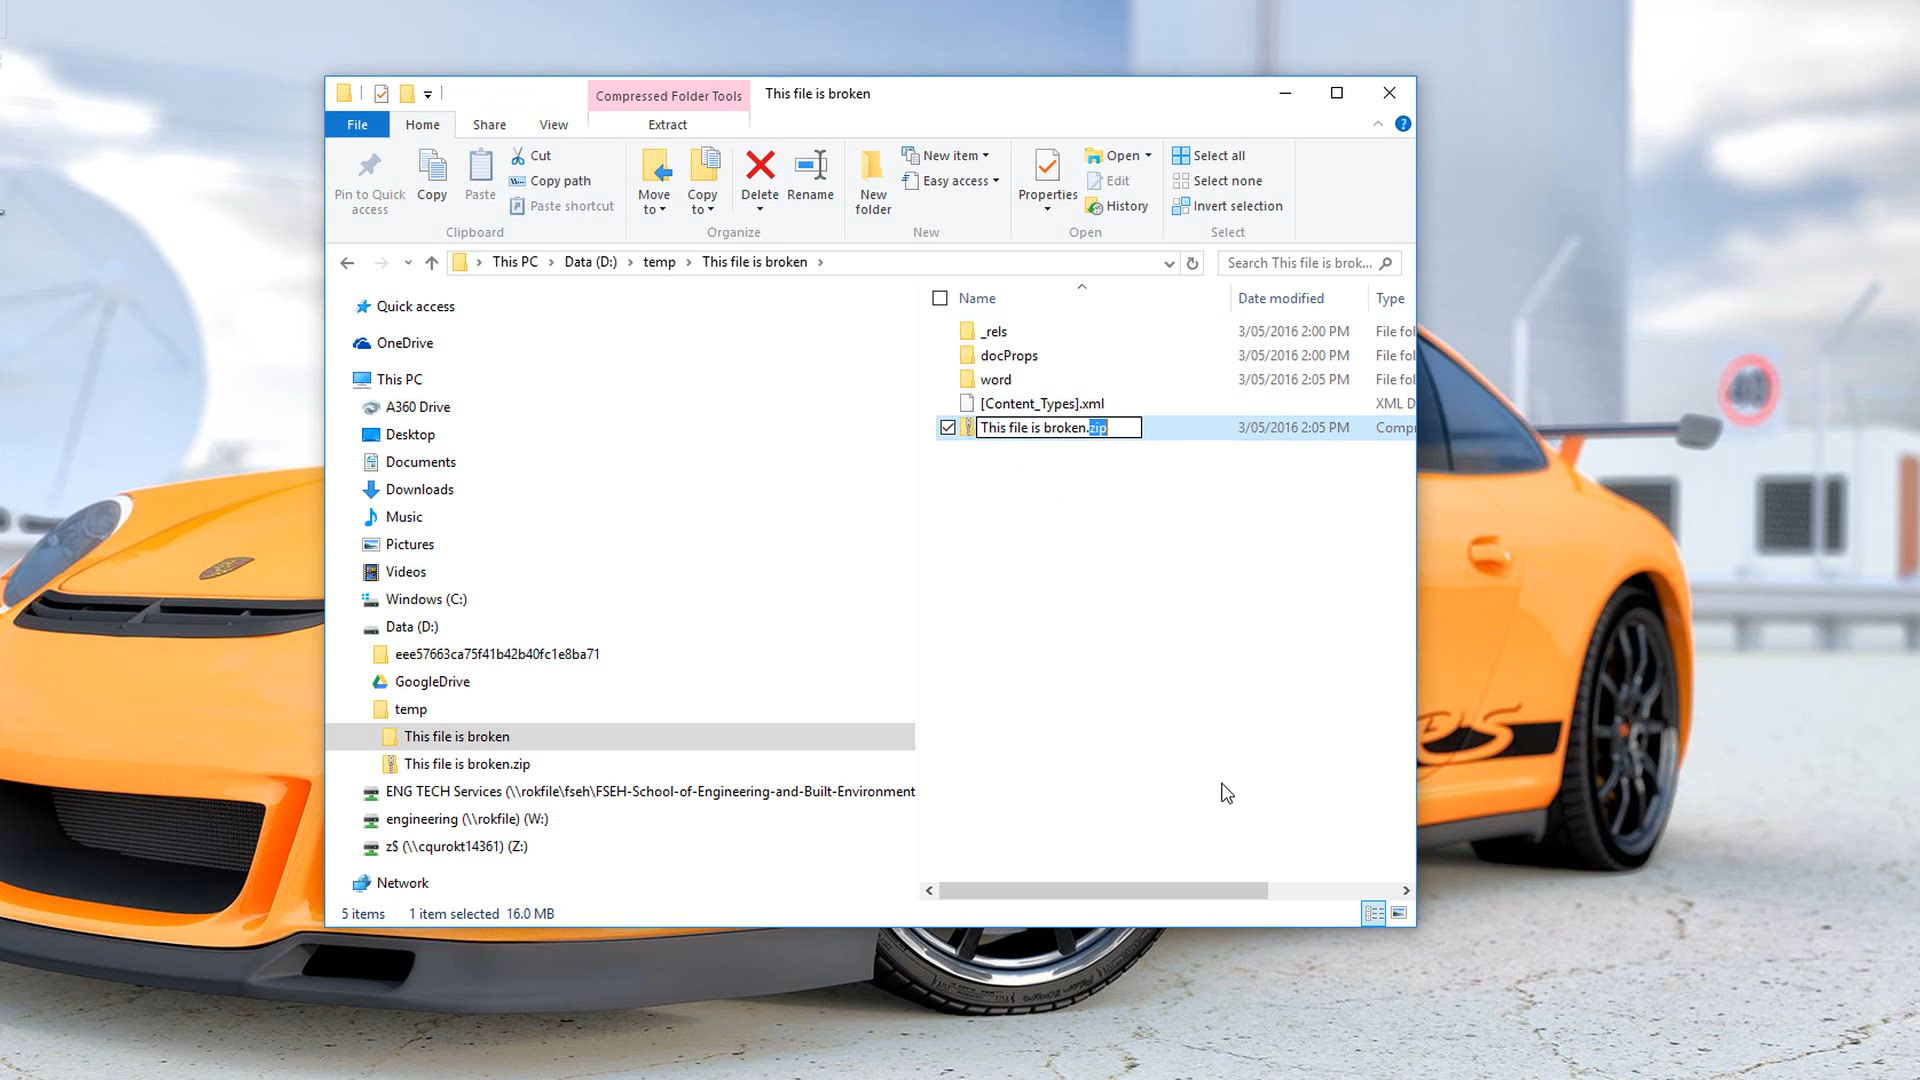 Compressed Folder Tools
This file is broken
File
Home
Share
View
Extract
Pin to Quick access
Copy
Paste
Cut
Copy path
Paste shortcut
Clipboard
Move to
Copy to
Delete
Rename
Organize
New folder
New item
Easy access
New
Properties
Open
Edit
History
Open
Select all
Select none
Invert selection
Select
This PC > Data (D:) > temp > This file is broken >
Search This file is brok...
Quick access
OneDrive
This PC
A360 Drive
Desktop
Documents
Downloads
Music
Pictures
Videos
Windows (C:)
Data (D:)
eee57663ca75f41b42b40fc1e8ba71
GoogleDrive
temp
This file is broken
This file is broken.zip
ENG TECH Services (\\rokfile\fseh\FSEH-School-of-Engineering-and-Built-Environment
engineering (\\rokfile) (W:)
z$ (\\cqurokt14361) (Z:)
Network
Name Date modified Type
_rels 3/05/2016 2:00 PM File fol
docProps 3/05/2016 2:00 PM File fol
word 3/05/2016 2:05 PM File fol
[Content_Types].xml XML D
This file is broken.zip 3/05/2016 2:05 PM Compr
5 items 1 item selected 16.0 MB